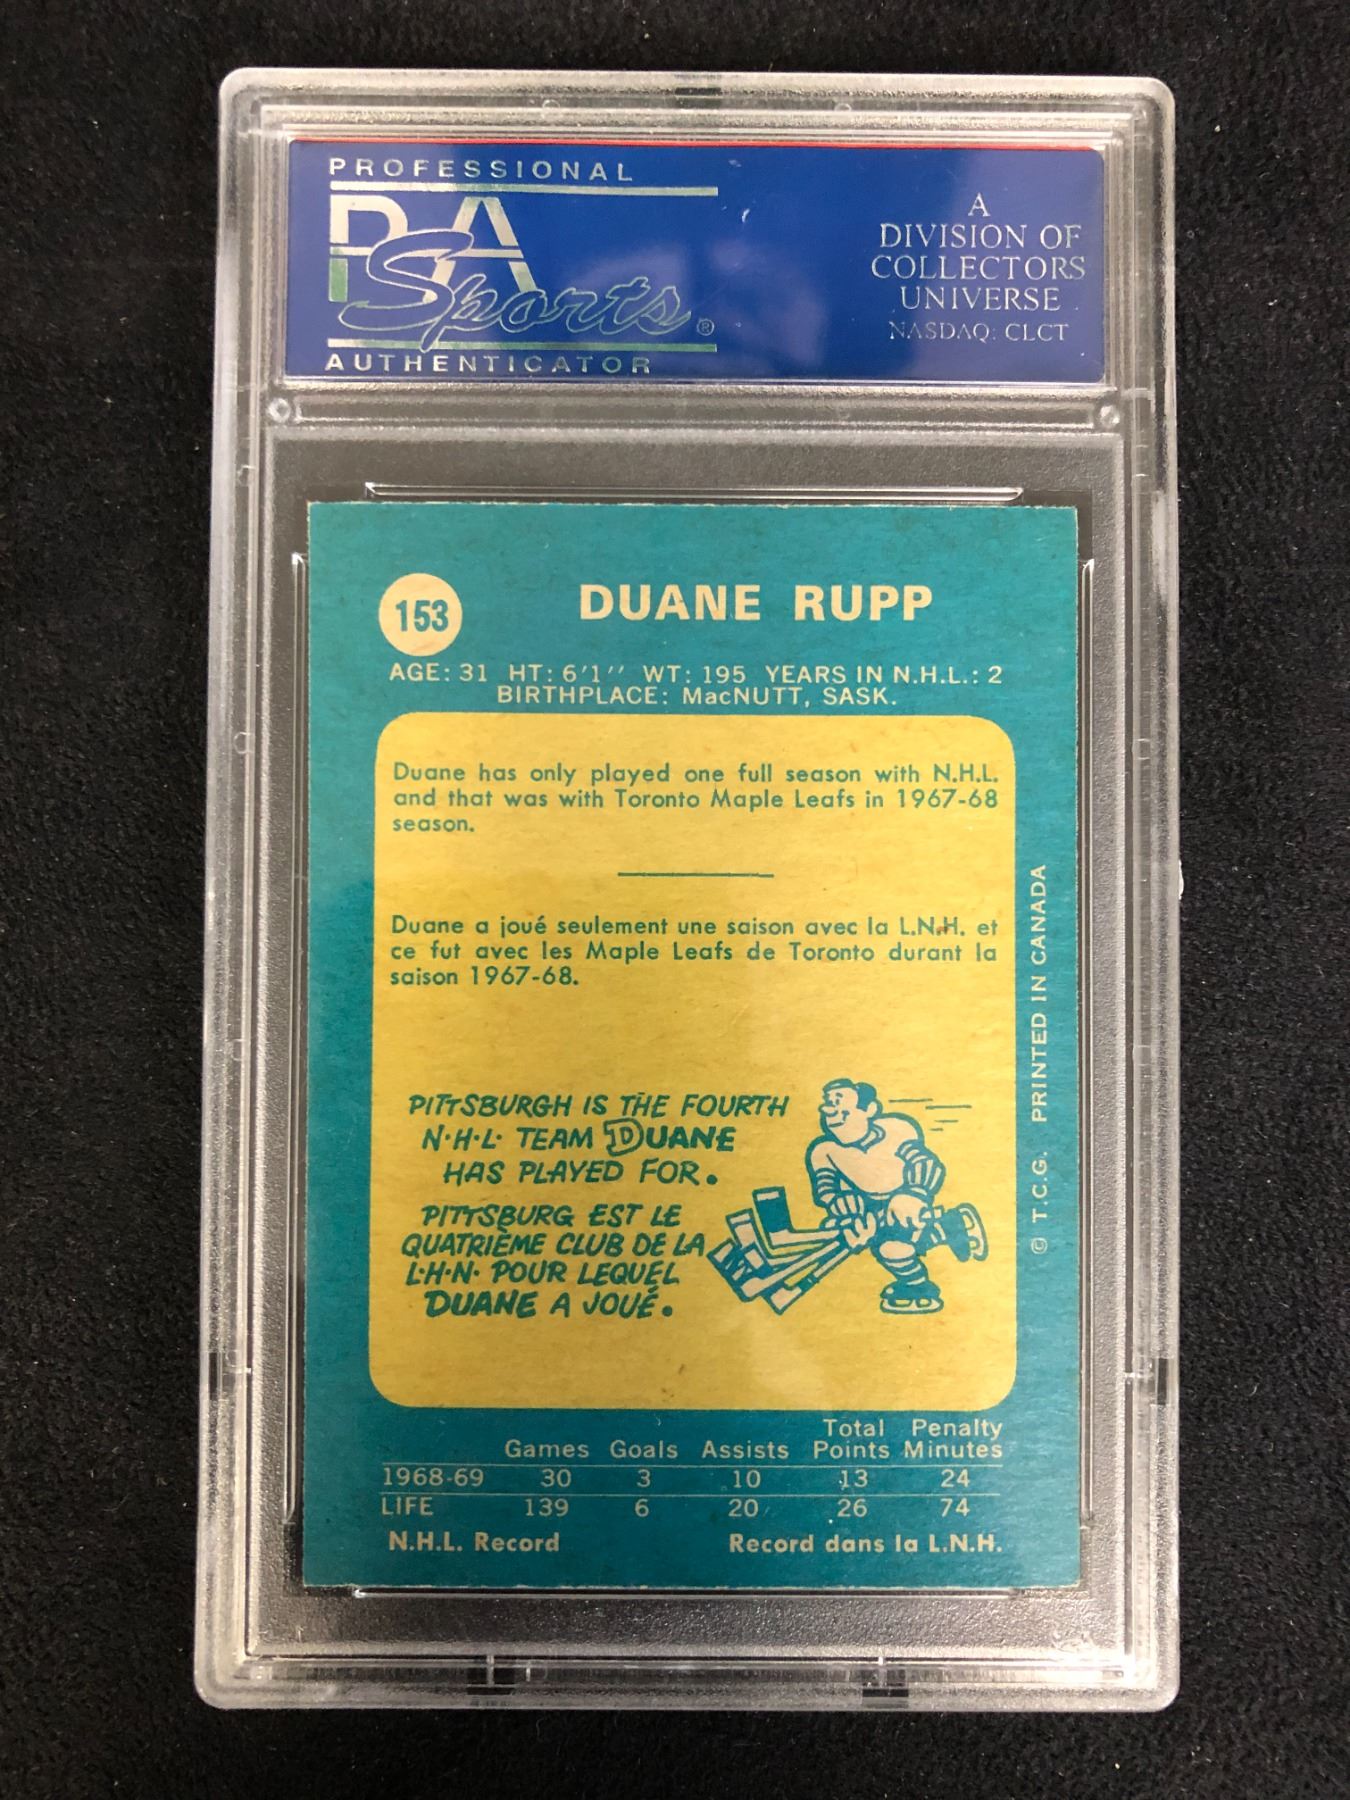 PROFESSIONAL
PSA
Sports®
AUTHENTICATOR
A
DIVISION OF
COLLECTORS
UNIVERSE
NASDAQ: CLCT
153
DUANE RUPP
AGE: 31 HT: 6'1'' WT: 195 YEARS IN N.H.L.: 2
BIRTHPLACE: MacNUTT, SASK.
Duane has only played one full season with N.H.L.
and that was with Toronto Maple Leafs in 1967-68
season.
Duane a joué seulement une saison avec la L.N.H. et
ce fut avec les Maple Leafs de Toronto durant la
saison 1967-68.
PITTSBURGH IS THE FOURTH
N·H·L· TEAM DUANE
HAS PLAYED FOR.
PITTSBURG EST LE
QUATRIÈME CLUB DE LA
L·H·N· POUR LEQUEL
DUANE A JOUÉ.
© T.C.G. PRINTED IN CANADA
Games Goals Assists Total Points Penalty Minutes
1968-69 30 3 10 13 24
LIFE 139 6 20 26 74
N.H.L. Record Record dans la L.N.H.